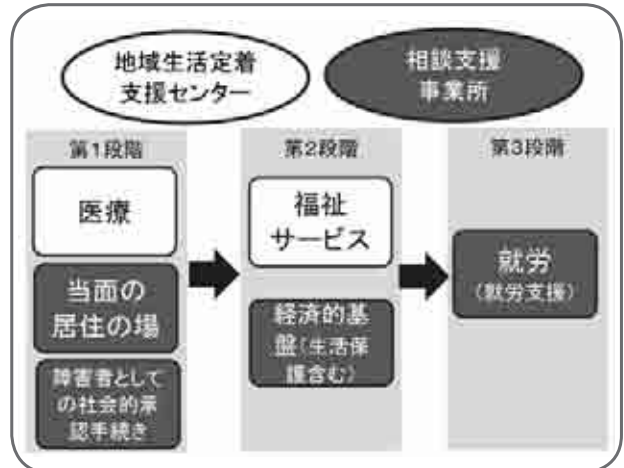 地域生活定着
支援センター
相談支援
事業所
第1段階
医療
当面の
居住の場
障害者として
の社会的承
認手続き
第2段階
福祉
サービス
経済的基
盤(生活保
護含む)
第3段階
就労
(就労支援)